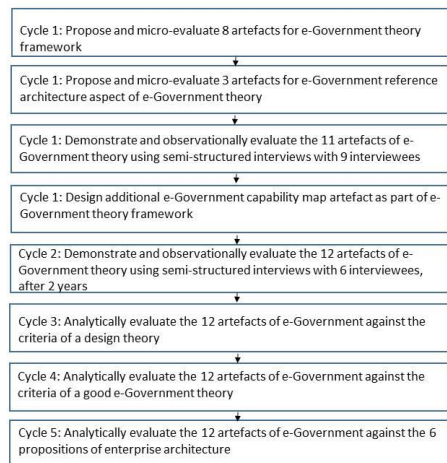 Cycle 1: Propose and micro-evaluate 8 artefacts for e-Government theory
framework
Cycle 1: Propose and micro-evaluate 3 artefacts for e-Government reference
architecture aspect of e-Government theory
Cycle 1: Demonstrate and observationally evaluate the 11 artefacts of e-
Government theory using semi-structured interviews with 9 interviewees
Cycle 1: Design additional e-Government capability map artefact as part of e-
Government theory framework
Cycle 2: Demonstrate and observationally evaluate the 12 artefacts of e-
Government theory using semi-structured interviews with 6 interviewees,
after 2 years
Cycle 3: Analytically evaluate the 12 artefacts of e-Government against the
criteria of a design theory
Cycle 4: Analytically evaluate the 12 artefacts of e-Government against the
criteria of a good e-Government theory
Cycle 5: Analytically evaluate the 12 artefacts of e-Government against the 6
propositions of enterprise architecture